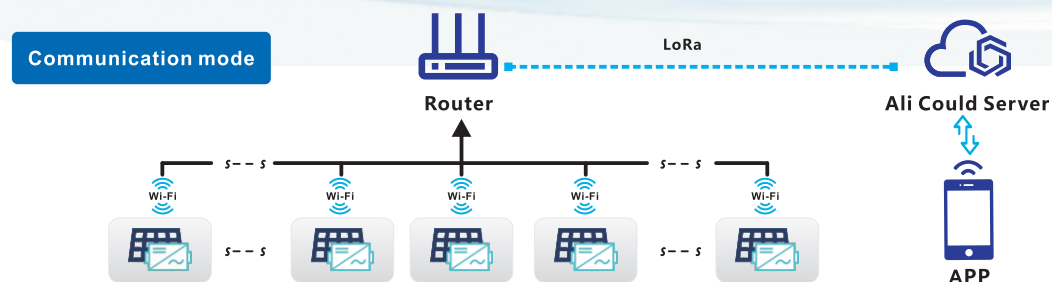 Communication mode
LoRa
Router
Ali Could Server
s-- s
s-- s
Wi-Fi
Wi-Fi
Wi-Fi
Wi-Fi
Wi-Fi
s-- s
s-- s
APP